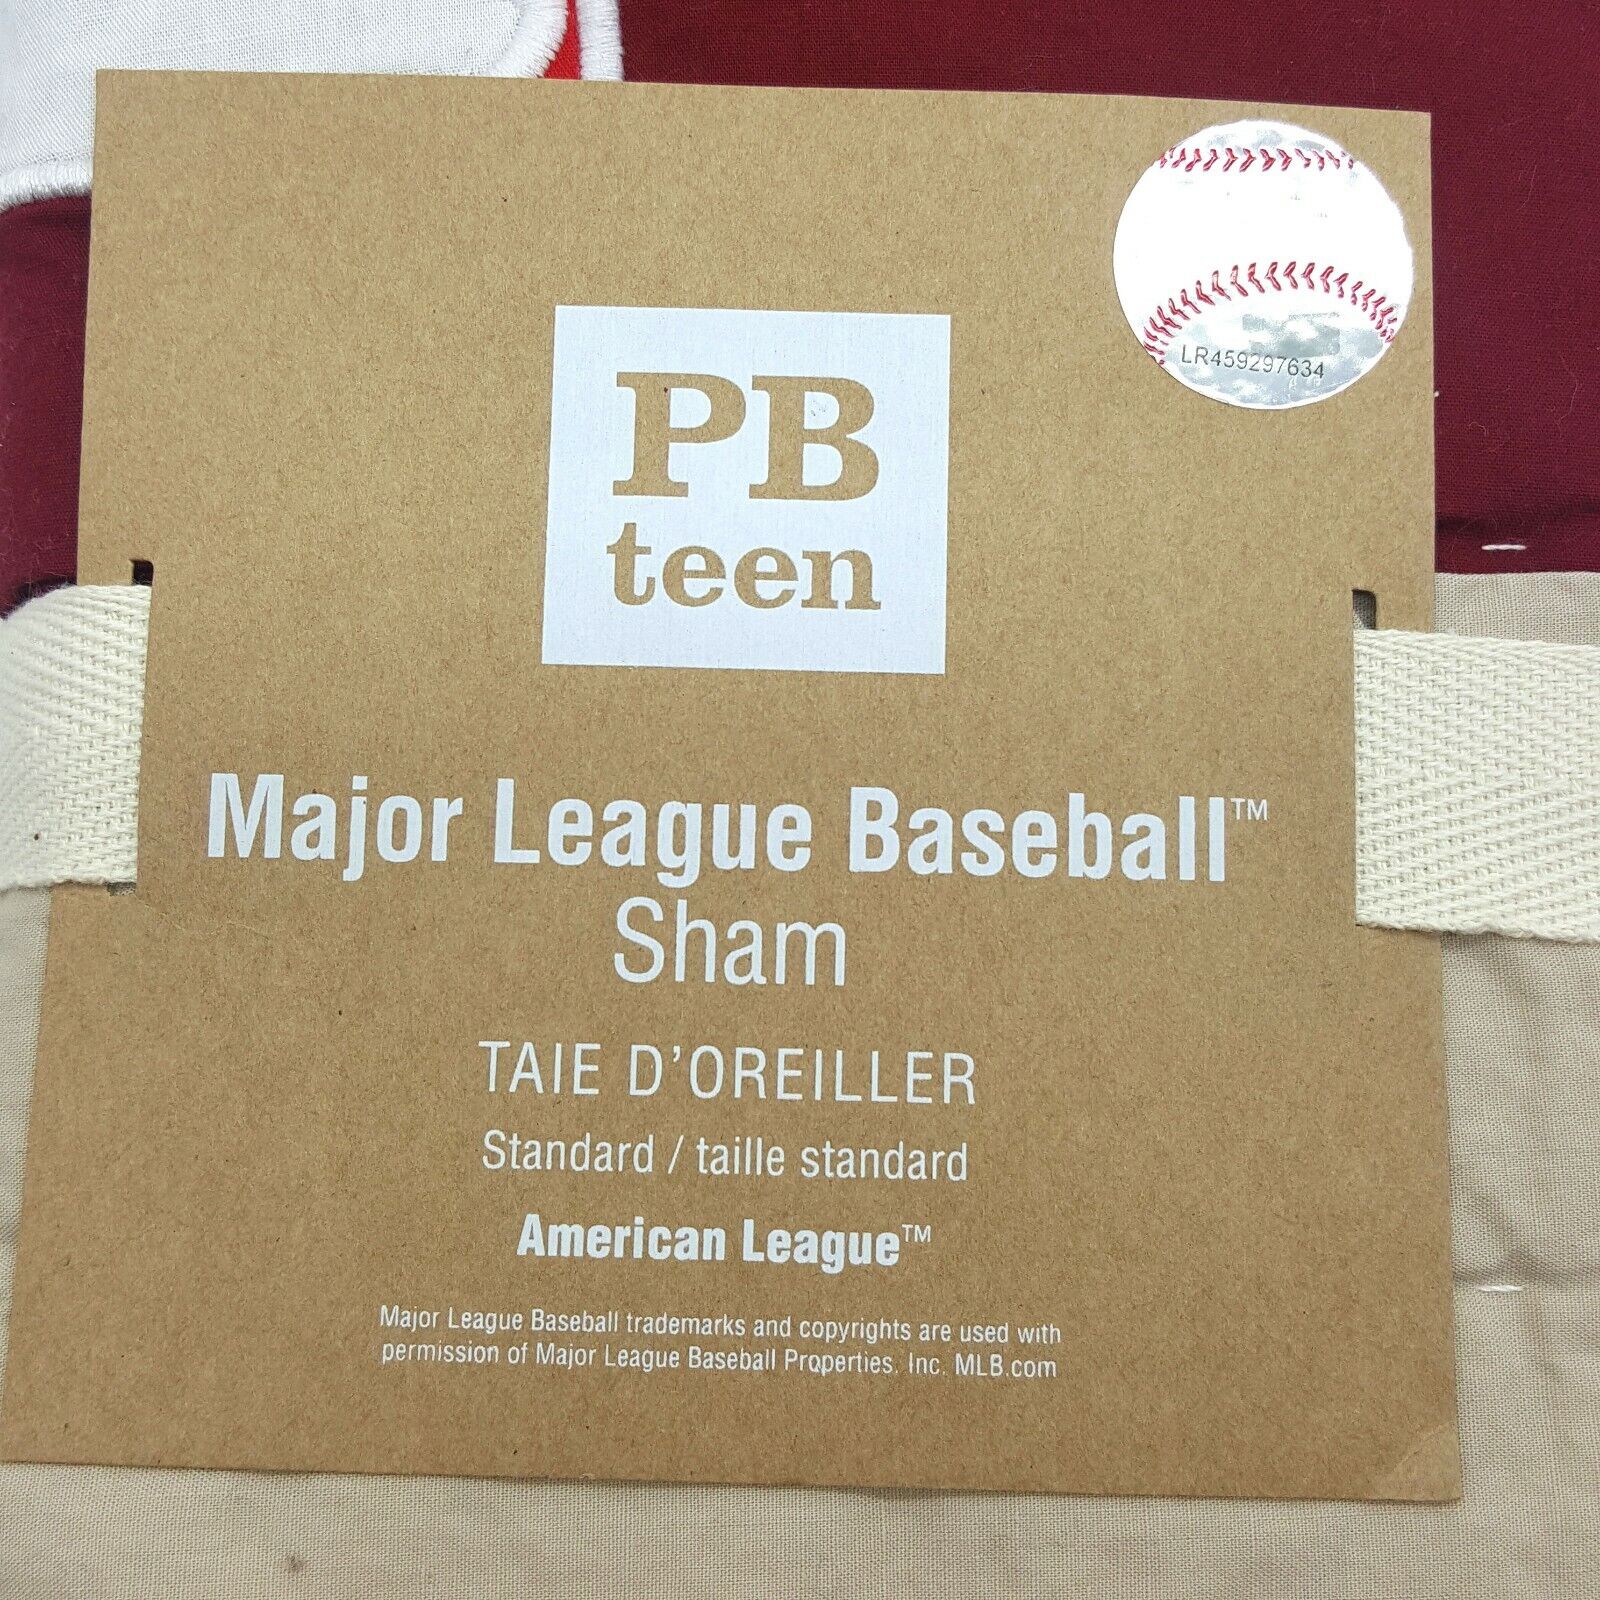 LR459297634
PB
teen
Major League Baseball™
Sham
TAIE D'OREILLER
Standard / taille standard
American League™
Major League Baseball trademarks and copyrights are used with
permission of Major League Baseball Properties. Inc. MLB.com